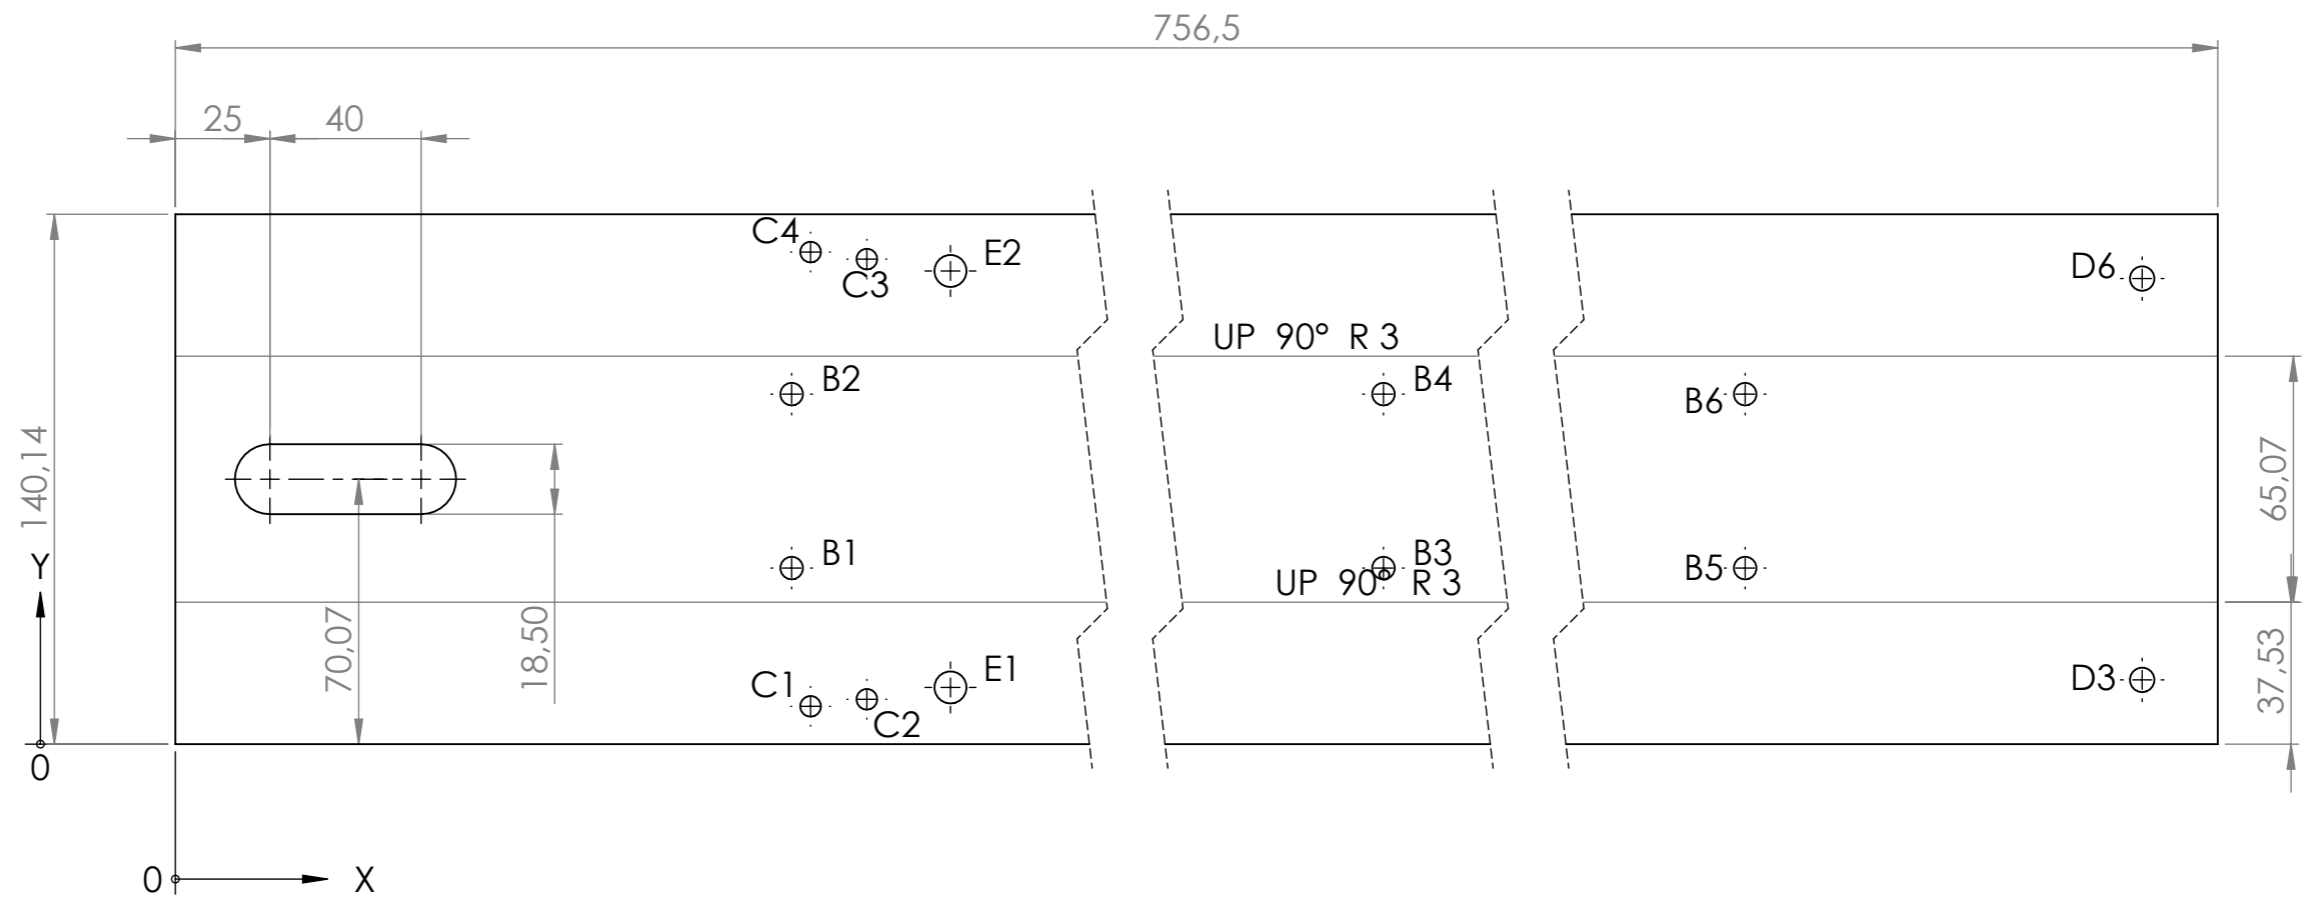 756,5
25 40
C4 E2
C3
D6
UP 90° R 3
B2 B4 B6
140,14
65,07
Y
B1 B3 B5
UP 90° R 3
70,07
18,50
37,53
C1 E1 D3
C2
0
0 X